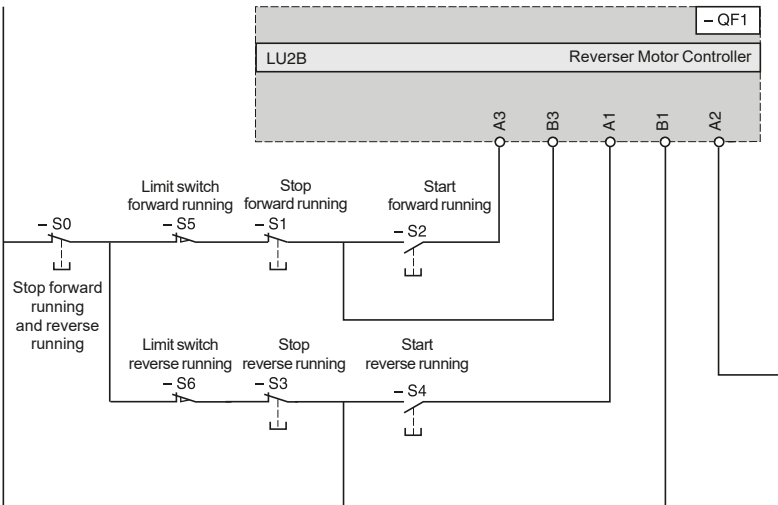 – QF1
LU2B
Reverser Motor Controller
A3
B3
A1
B1
A2
Limit switch
forward running
Stop
forward running
Start
forward running
– S0
– S5
– S1
– S2
Stop forward
running
and reverse
running
Limit switch
reverse running
Stop
reverse running
Start
reverse running
– S6
– S3
– S4